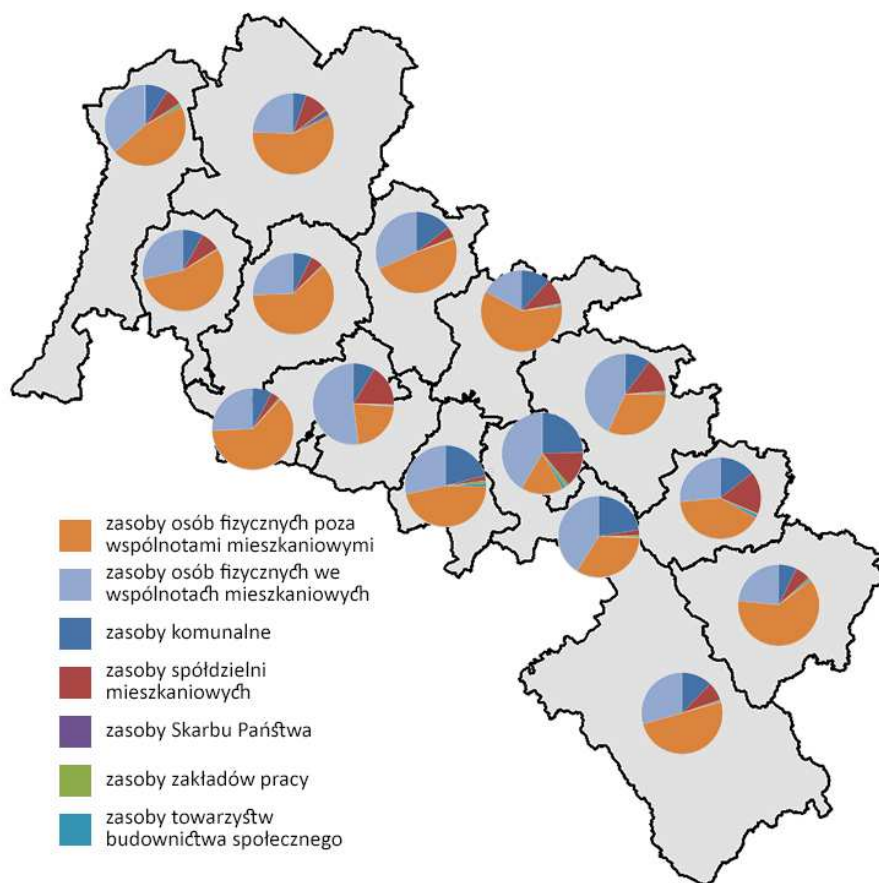 zasoby osób fizycznych poza
wspólnotami mieszkaniowymi
zasoby osób fizycznych we
wspólnotach mieszkaniowych
zasoby komunalne
zasoby spółdzielni
mieszkaniowych
zasoby Skarbu Państwa
zasoby zakładów pracy
zasoby towarzystw
budownictwa społecznego